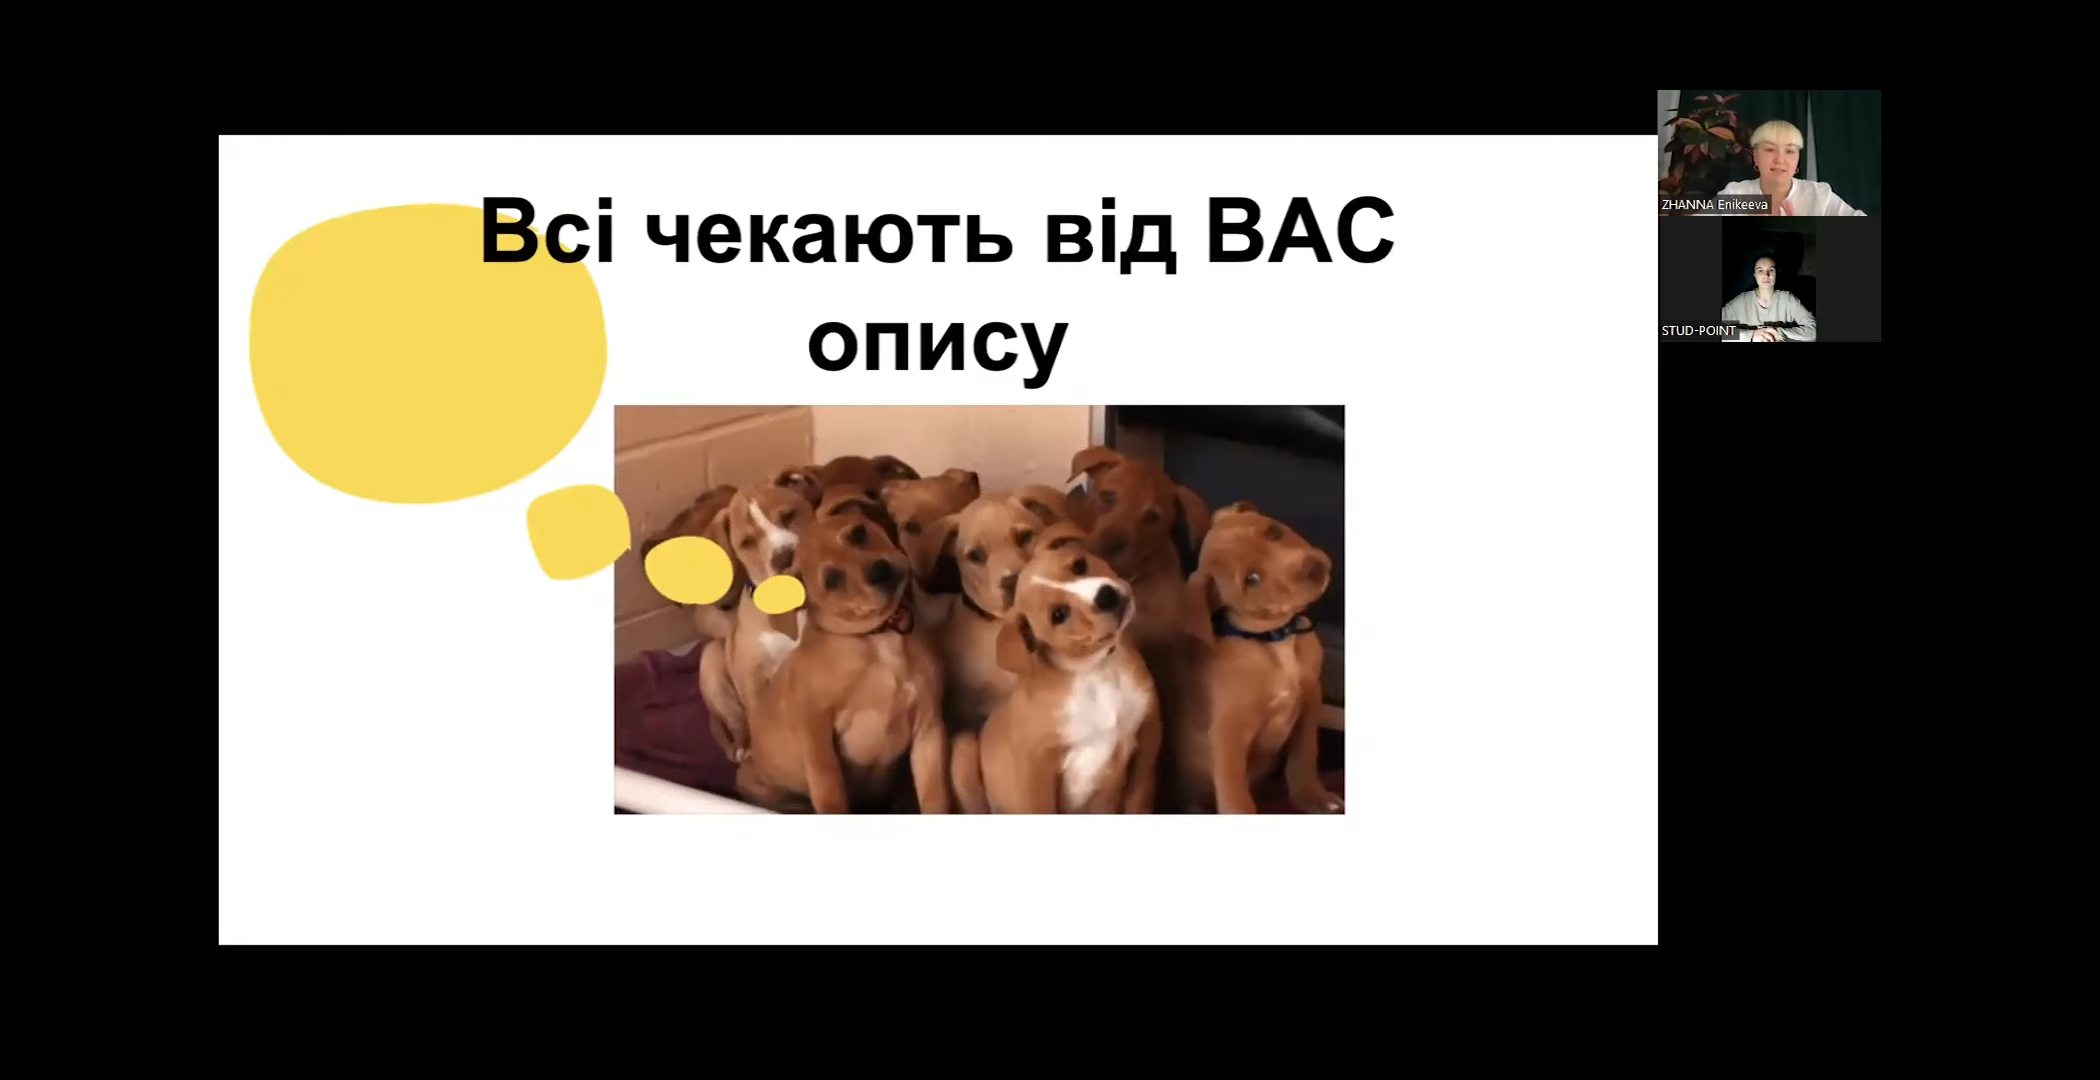 Всі чекають від ВАС
опису
ZHANNA Enikeeva
STUD-POINT